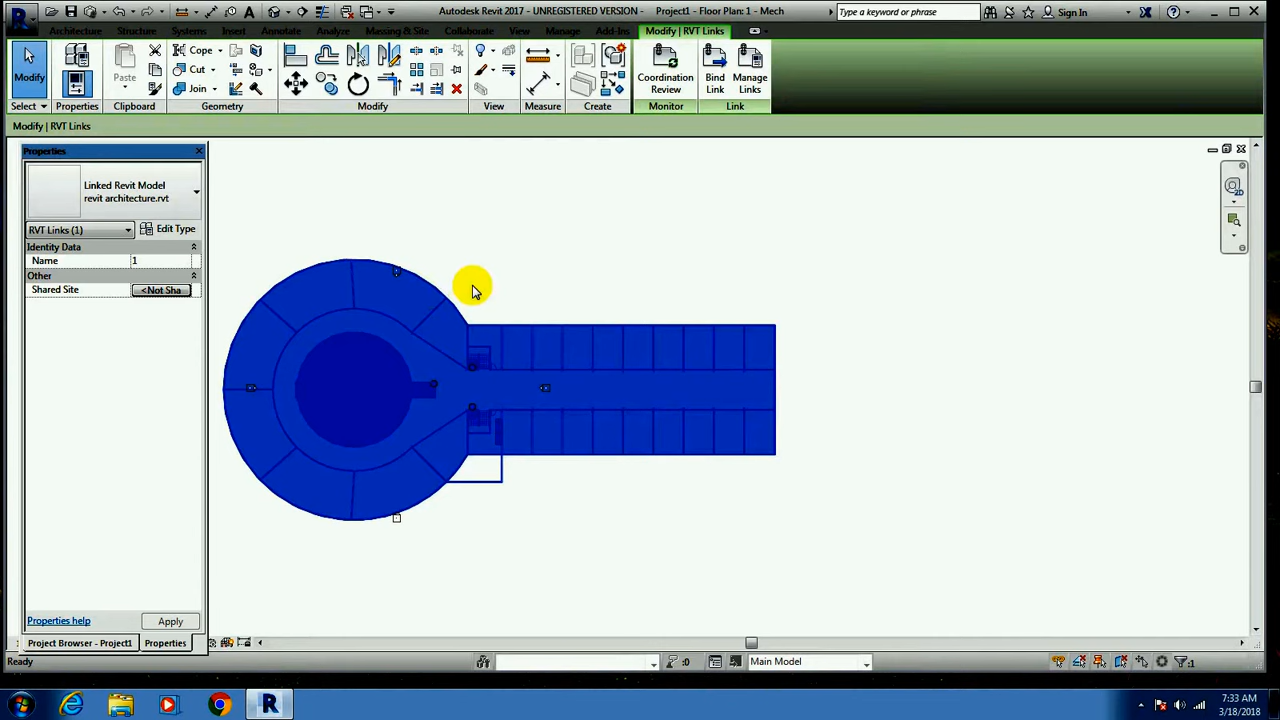 Autodesk Revit 2017 - UNREGISTERED VERSION - Project1 - Floor Plan: 1 - Mech
Type a keyword or phrase
Sign In
Architecture Structure Systems Insert Annotate Analyze Massing & Site Collaborate View Manage Add-Ins Modify | RVT Links
Modify
Paste
Cope
Cut
Join
Coordination Review
Bind Link
Manage Links
Select Properties Clipboard Geometry Modify View Measure Create Monitor Link
Modify | RVT Links
Properties
Linked Revit Model
revit architecture.rvt
RVT Links (1)
Edit Type
Identity Data
Name 1
Other
Shared Site <Not Sha
2D
Properties help
Apply
Project Browser - Project1 Properties
Ready
:0
Main Model
:1
7:33 AM
3/18/2018